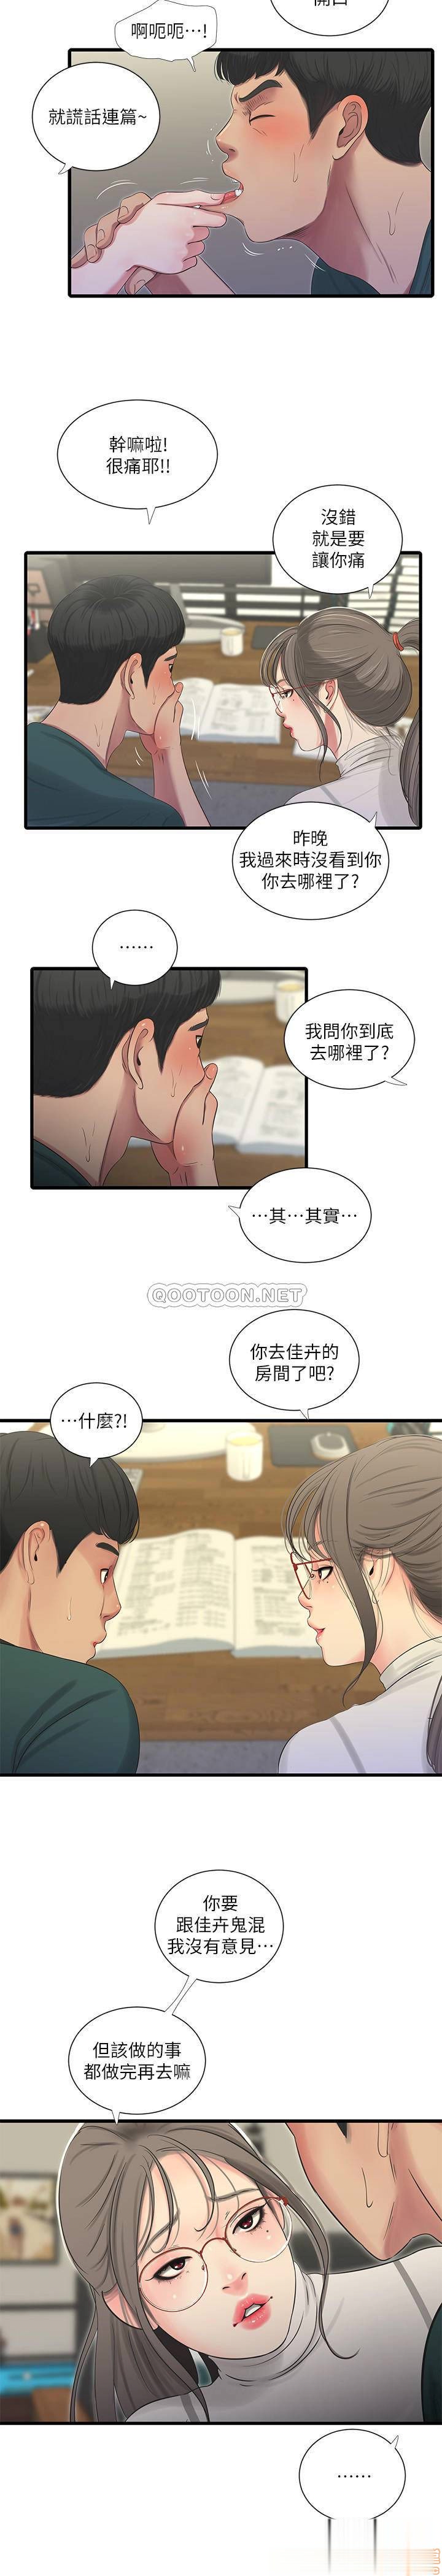 開口
啊呃呃…!
就謊話連篇~
幹嘛啦!
很痛耶!!
沒錯
就是要
讓你痛
昨晚
我過來時沒看到你
你去哪裡了?
……
我問你到底
去哪裡了?
…其…其實…
QOOTOON.NET
你去佳卉的
房間了吧?
…什麼?!
你要
跟佳卉鬼混
我沒有意見…
但該做的事
都做完再去嘛
……